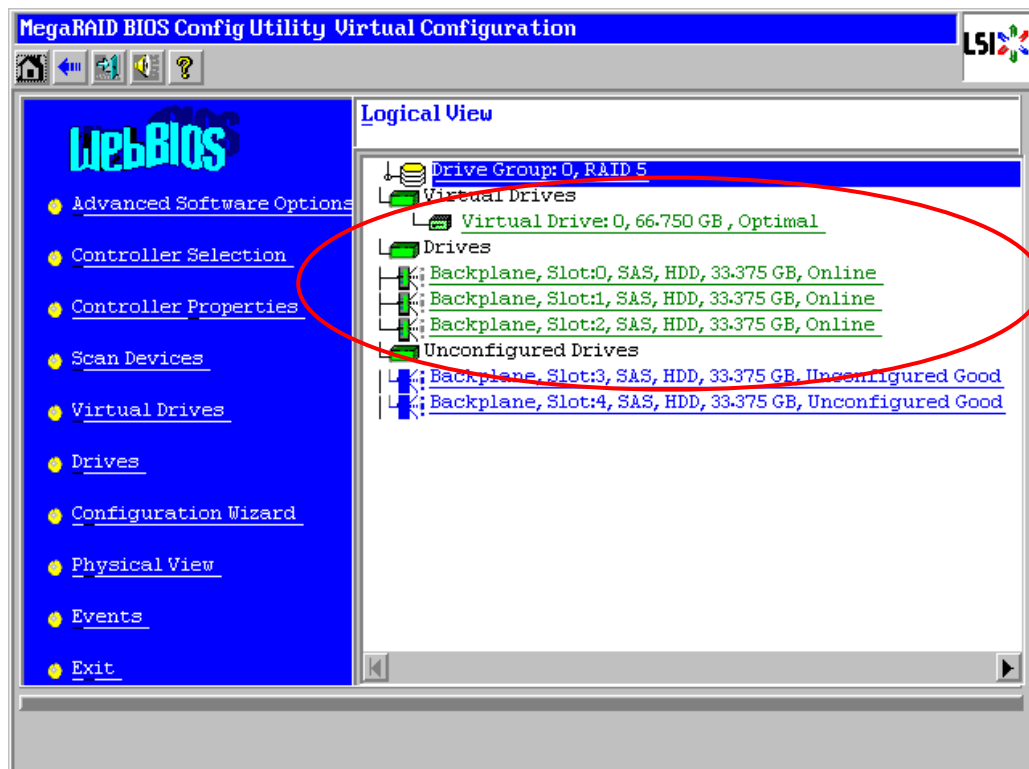 MegaRAID BIOS Config Utility Virtual Configuration
LSI
WebBIOS
Advanced Software Options
Controller Selection
Controller Properties
Scan Devices
Virtual Drives
Drives
Configuration Wizard
Physical View
Events
Exit
Logical View
Drive Group: 0, RAID 5
Virtual Drives
Virtual Drive: 0, 66.750 GB , Optimal
Drives
Backplane, Slot:0, SAS, HDD, 33.375 GB, Online
Backplane, Slot:1, SAS, HDD, 33.375 GB, Online
Backplane, Slot:2, SAS, HDD, 33.375 GB, Online
Unconfigured Drives
Backplane, Slot:3, SAS, HDD, 33.375 GB, Unconfigured Good
Backplane, Slot:4, SAS, HDD, 33.375 GB, Unconfigured Good